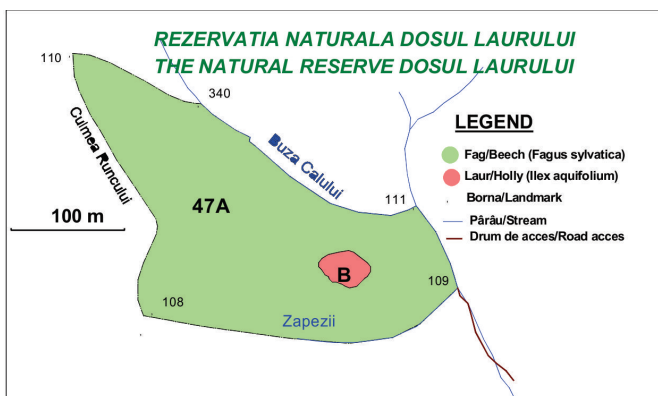 REZERVATIA NATURALA DOSUL LAURULUI
THE NATURAL RESERVE DOSUL LAURULUI
110
340
Culmea Runcului
Buza Calului
LEGEND
Fag/Beech (Fagus sylvatica)
Laur/Holly (Ilex aquifolium)
Borna/Landmark
Pârâu/Stream
Drum de acces/Road acces
100 m
47A
111
B
109
108
Zapezii